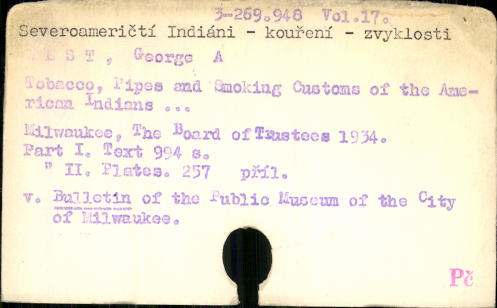 3-269.948 Vol.17.
Severoameričtí Indiáni - kouření - zvyklosti
W E S T , George A
Tobacco, Pipes and Smoking Customs of the Ame-
rican Indians ...
Milwaukee, The Board of Trustees 1934.
Part I. Text 994 s.
" II. Plates. 257 příl.
v. Bulletin of the Public Museum of the City
of Milwaukee.
Pč